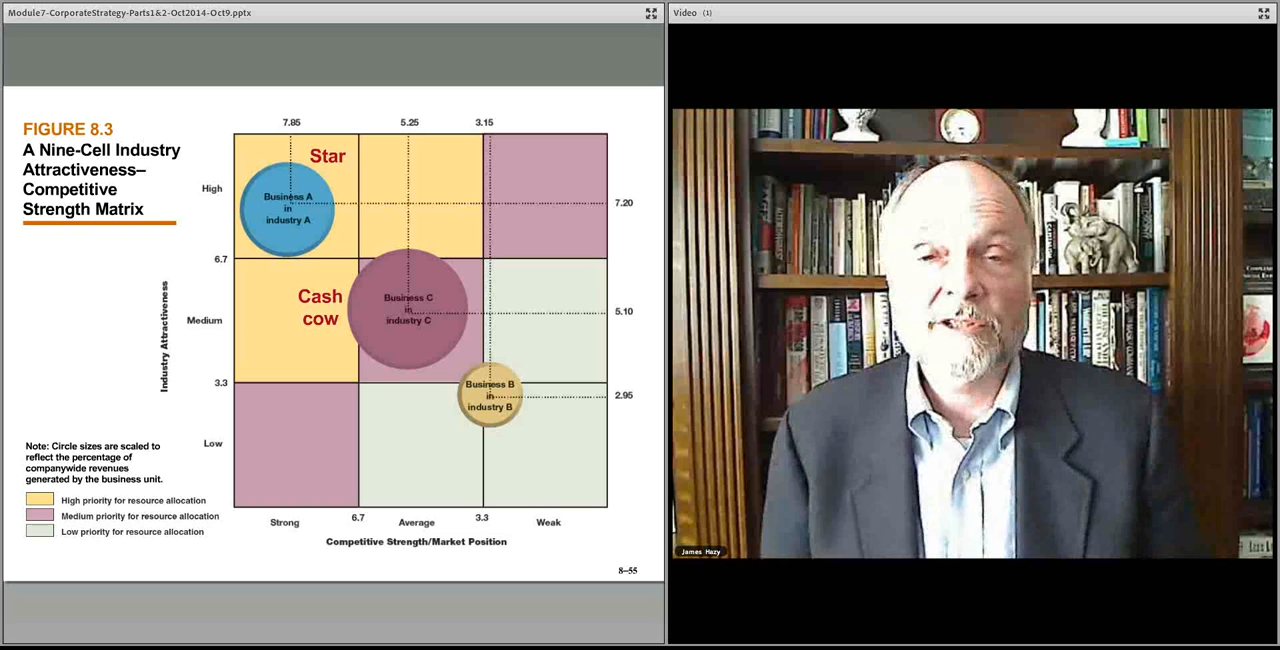 Module7-CorporateStrategy-Parts1&2-Oct2014-Oct9.pptx
Video (1)
FIGURE 8.3
A Nine-Cell Industry
Attractiveness–
Competitive
Strength Matrix
7.85
5.25
3.15
Star
High
Business A
in
industry A
7.20
6.7
Industry Attractiveness
Cash
cow
Medium
Business C
in
industry C
5.10
3.3
Business B
in
industry B
2.95
Low
Note: Circle sizes are scaled to
reflect the percentage of
companywide revenues
generated by the business unit.
High priority for resource allocation
Medium priority for resource allocation
Low priority for resource allocation
Strong
6.7
Average
3.3
Weak
Competitive Strength/Market Position
8–55
James Hazy